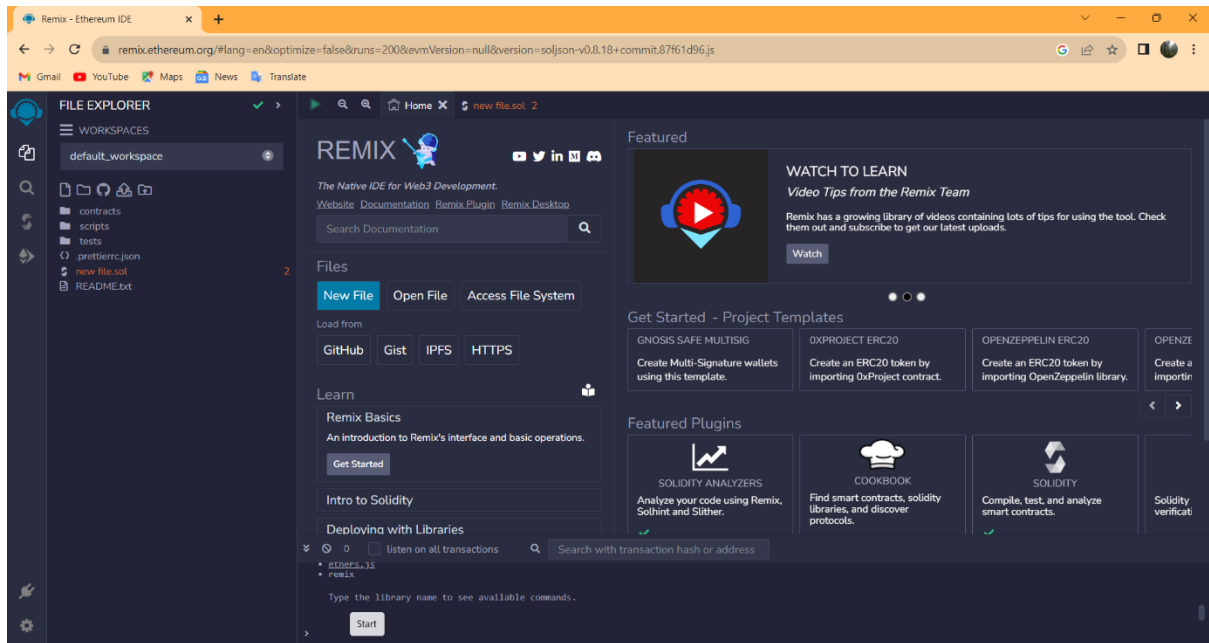 Remix - Ethereum IDE
remix.ethereum.org/#lang=en&optimize=false&runs=200&evmVersion=null&version=soljson-v0.8.18+commit.87f61d96.js
Gmail YouTube Maps News Translate
FILE EXPLORER
WORKSPACES
default_workspace
contracts
scripts
tests
.prettierrc.json
new file.sol 2
README.txt
Home new file.sol 2
REMIX
The Native IDE for Web3 Development.
Website Documentation Remix Plugin Remix Desktop
Search Documentation
Files
New File Open File Access File System
Load from
GitHub Gist IPFS HTTPS
Learn
Remix Basics
An introduction to Remix's interface and basic operations.
Get Started
Intro to Solidity
Deploying with Libraries
Featured
WATCH TO LEARN
Video Tips from the Remix Team
Remix has a growing library of videos containing lots of tips for using the tool. Check
them out and subscribe to get our latest
uploads.
Watch
Get Started - Project Templates
GNOSIS SAFE MULTISIG
Create Multi-Signature wallets
using this template.
0XPROJECT ERC20
Create an ERC20 token by
importing 0xProject contract.
OPENZEPPELIN ERC20
Create an ERC20 token by
importing OpenZeppelin library.
OPENZE
Create a
importin
Featured Plugins
SOLIDITY ANALYZERS
Analyze your code using Remix,
Solhint and Slither.
COOKBOOK
Find smart contracts, solidity
libraries, and discover
protocols.
SOLIDITY
Compile, test, and analyze
smart contracts.
Solidity
verificati
0 listen on all transactions Search with transaction hash or address
• ethers.js
• remix
Type the library name to see available commands.
>
Start